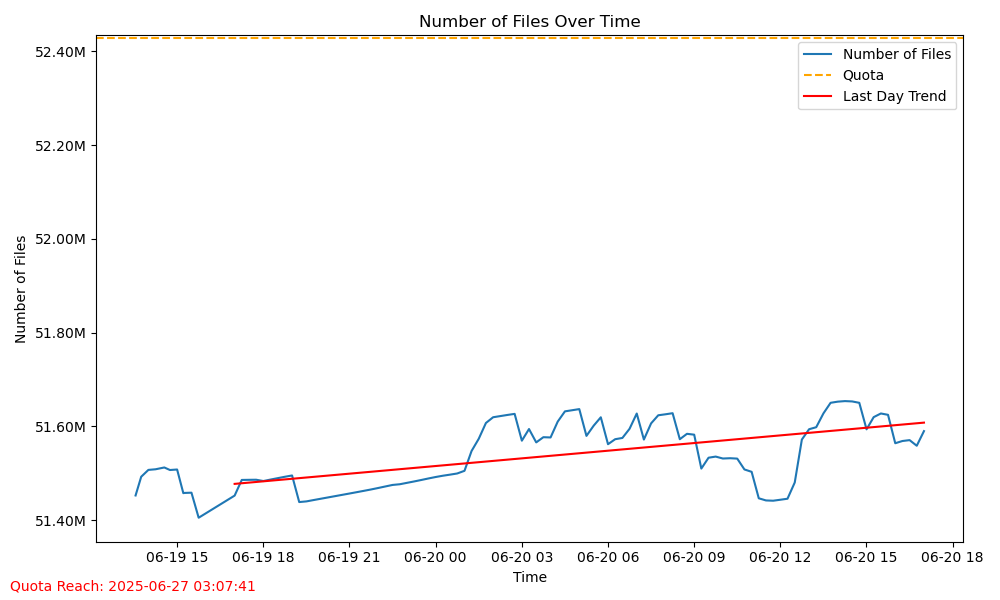 Number of Files Over Time
52.40M
52.20M
52.00M
51.80M
51.60M
51.40M
Number of Files
Number of Files
Quota
Last Day Trend
06-19 15 06-19 18 06-19 21 06-20 00 06-20 03 06-20 06 06-20 09 06-20 12 06-20 15 06-20 18
Time
Quota Reach: 2025-06-27 03:07:41